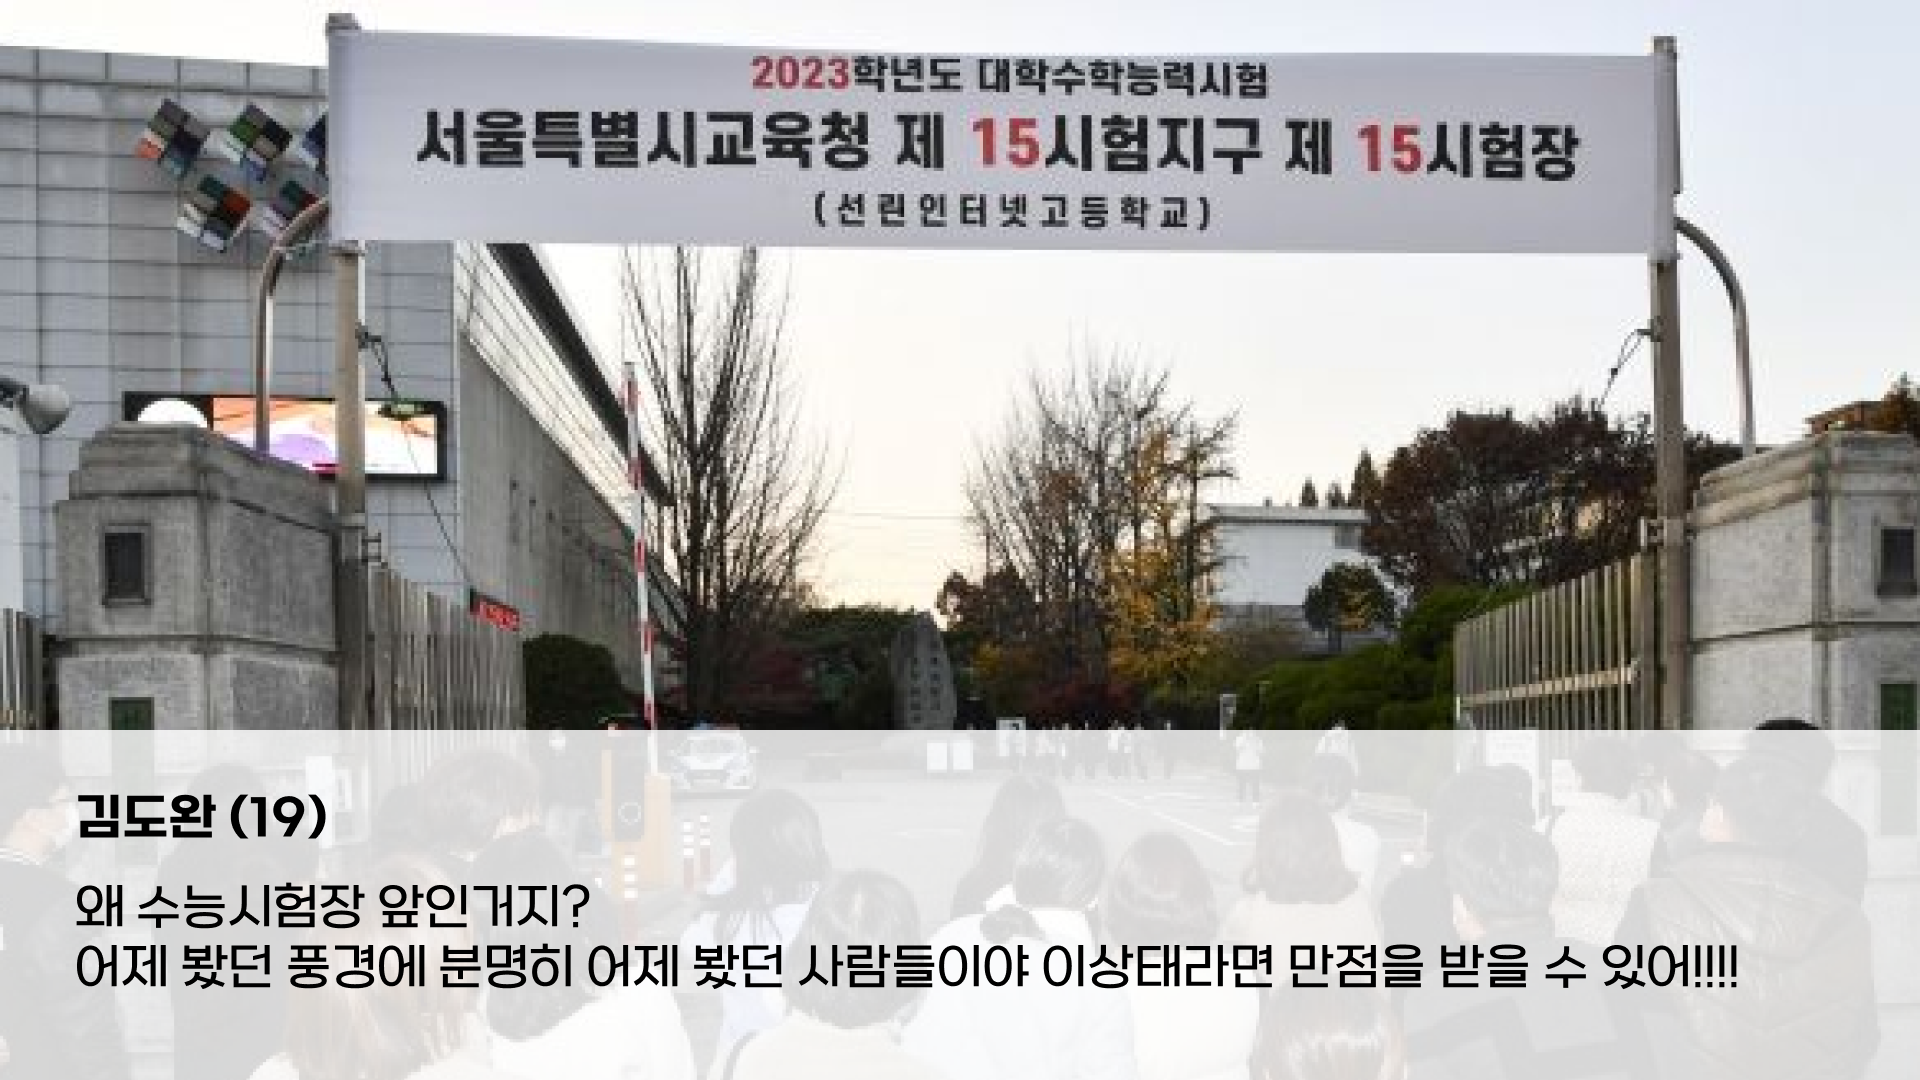 2023학년도 대학수학능력시험
서울특별시교육청 제 15시험지구 제 15시험장
(선린인터넷고등학교)
김도완 (19)
왜 수능시험장 앞인거지?
어제 봤던 풍경에 분명히 어제 봤던 사람들이야 이상태라면 만점을 받을 수 있어!!!!